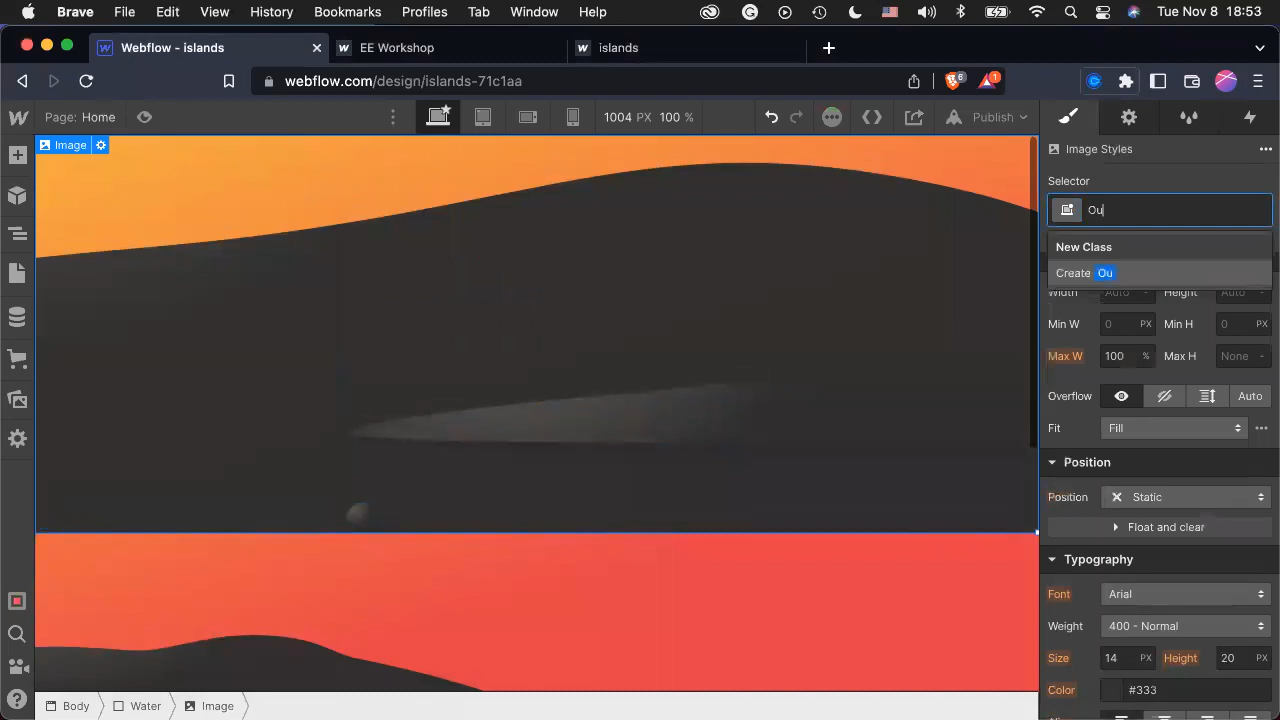 Brave File Edit View History Bookmarks Profiles Tab Window Help Tue Nov 8 18:53
Webflow - islands EE Workshop islands
webflow.com/design/islands-71c1aa 6 1
Page: Home 1004 PX 100 % Publish
Image
Image Styles
Selector
Ou
New Class
Create Ou
Width Auto - Height Auto -
Min W 0 PX Min H 0 PX
Max W 100 % Max H None -
Overflow Auto
Fit Fill
Position
Position Static
Float and clear
Typography
Font Arial
Weight 400 - Normal
Size 14 PX Height 20 PX
Color #333
Body Water Image